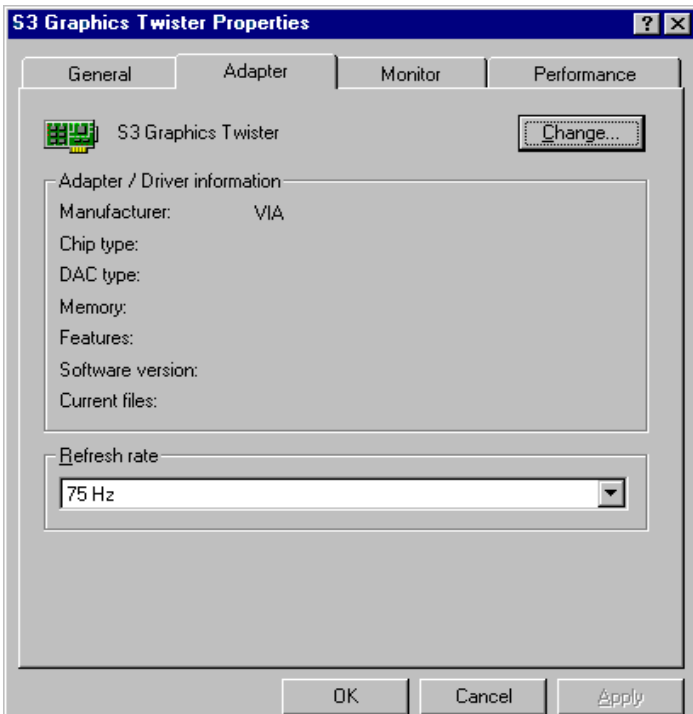 S3 Graphics Twister Properties
General Adapter Monitor Performance
S3 Graphics Twister Change...
Adapter / Driver information
Manufacturer: VIA
Chip type:
DAC type:
Memory:
Features:
Software version:
Current files:
Refresh rate
75 Hz
OK Cancel Apply